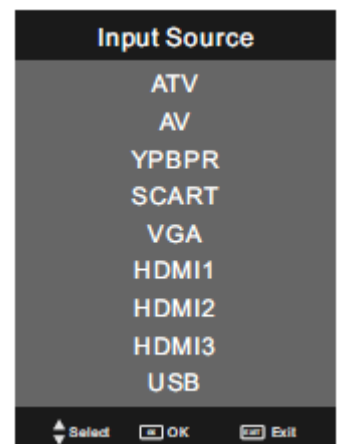 Input Source
ATV
AV
YPBPR
SCART
VGA
HDMI1
HDMI2
HDMI3
USB
Select OK Exit